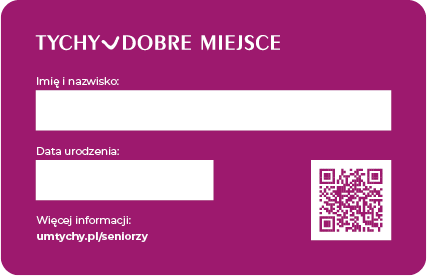 TYCHY DOBRE MIEJSCE
Imię i nazwisko:
Data urodzenia:
Więcej informacji:
umtychy.pl/seniorzy